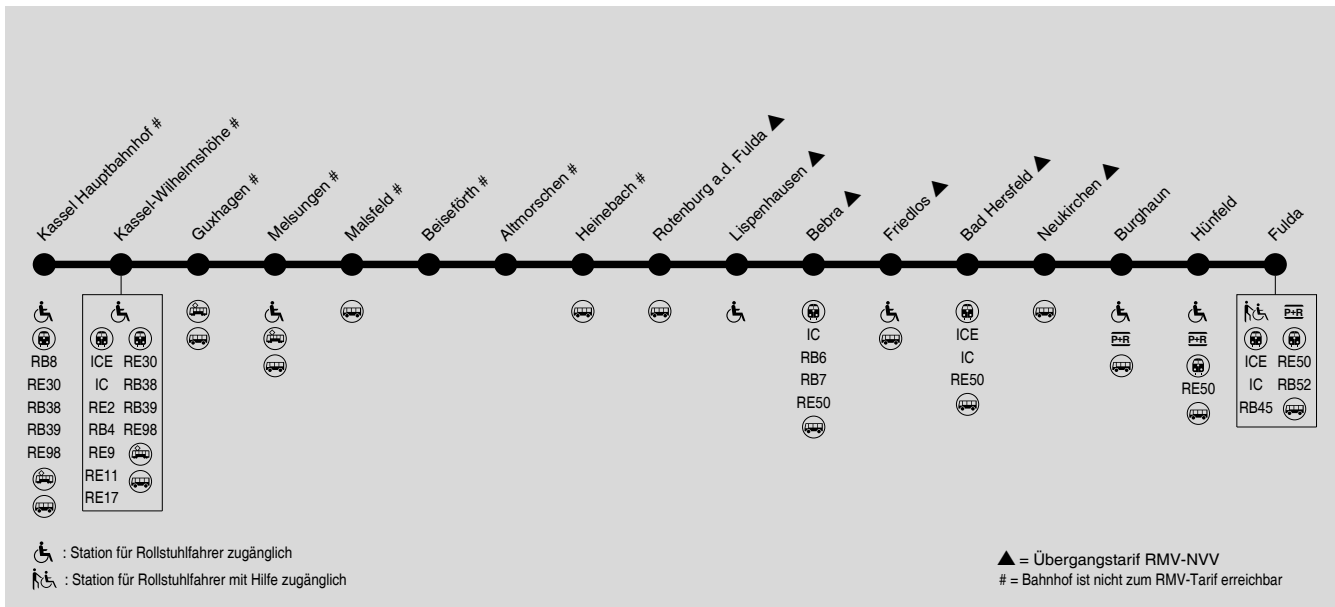 Kassel Hauptbahnhof #
Kassel-Wilhelmshöhe #
Guxhagen #
Melsungen #
Malsfeld #
Beiseförth #
Altmorschen #
Heinebach #
Rotenburg a.d. Fulda ▲
Lispenhausen ▲
Bebra ▲
Friedlos ▲
Bad Hersfeld ▲
Neukirchen ▲
Burghaun
Hünfeld
Fulda
RB8
RE30
RB38
RB39
RE98
ICE RE30
IC RB38
RE2 RB39
RB4 RE98
RE9
RE11
RE17
IC
RB6
RB7
RE50
ICE
IC
RE50
P+R
P+R
RE50
P+R
ICE RE50
IC RB52
RB45
: Station für Rollstuhlfahrer zugänglich
: Station für Rollstuhlfahrer mit Hilfe zugänglich
▲ = Übergangstarif RMV-NVV
# = Bahnhof ist nicht zum RMV-Tarif erreichbar